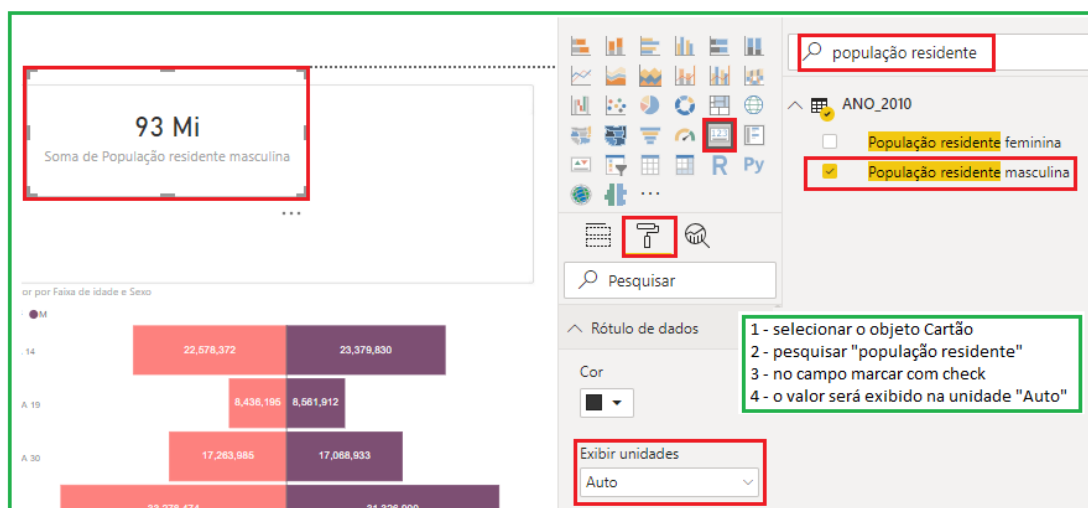 93 Mi
Soma de População residente masculina
...
or por Faixa de idade e Sexo
M
14
22,578,372 23,379,830
A 19
8,436,195 8,561,912
A 30
17,263,985 17,068,933
R Py
...
Pesquisar
Rótulo de dados
Cor
Exibir unidades
Auto
população residente
ANO_2010
População residente feminina
População residente masculina
1 - selecionar o objeto Cartão
2 - pesquisar "população residente"
3 - no campo marcar com check
4 - o valor será exibido na unidade "Auto"